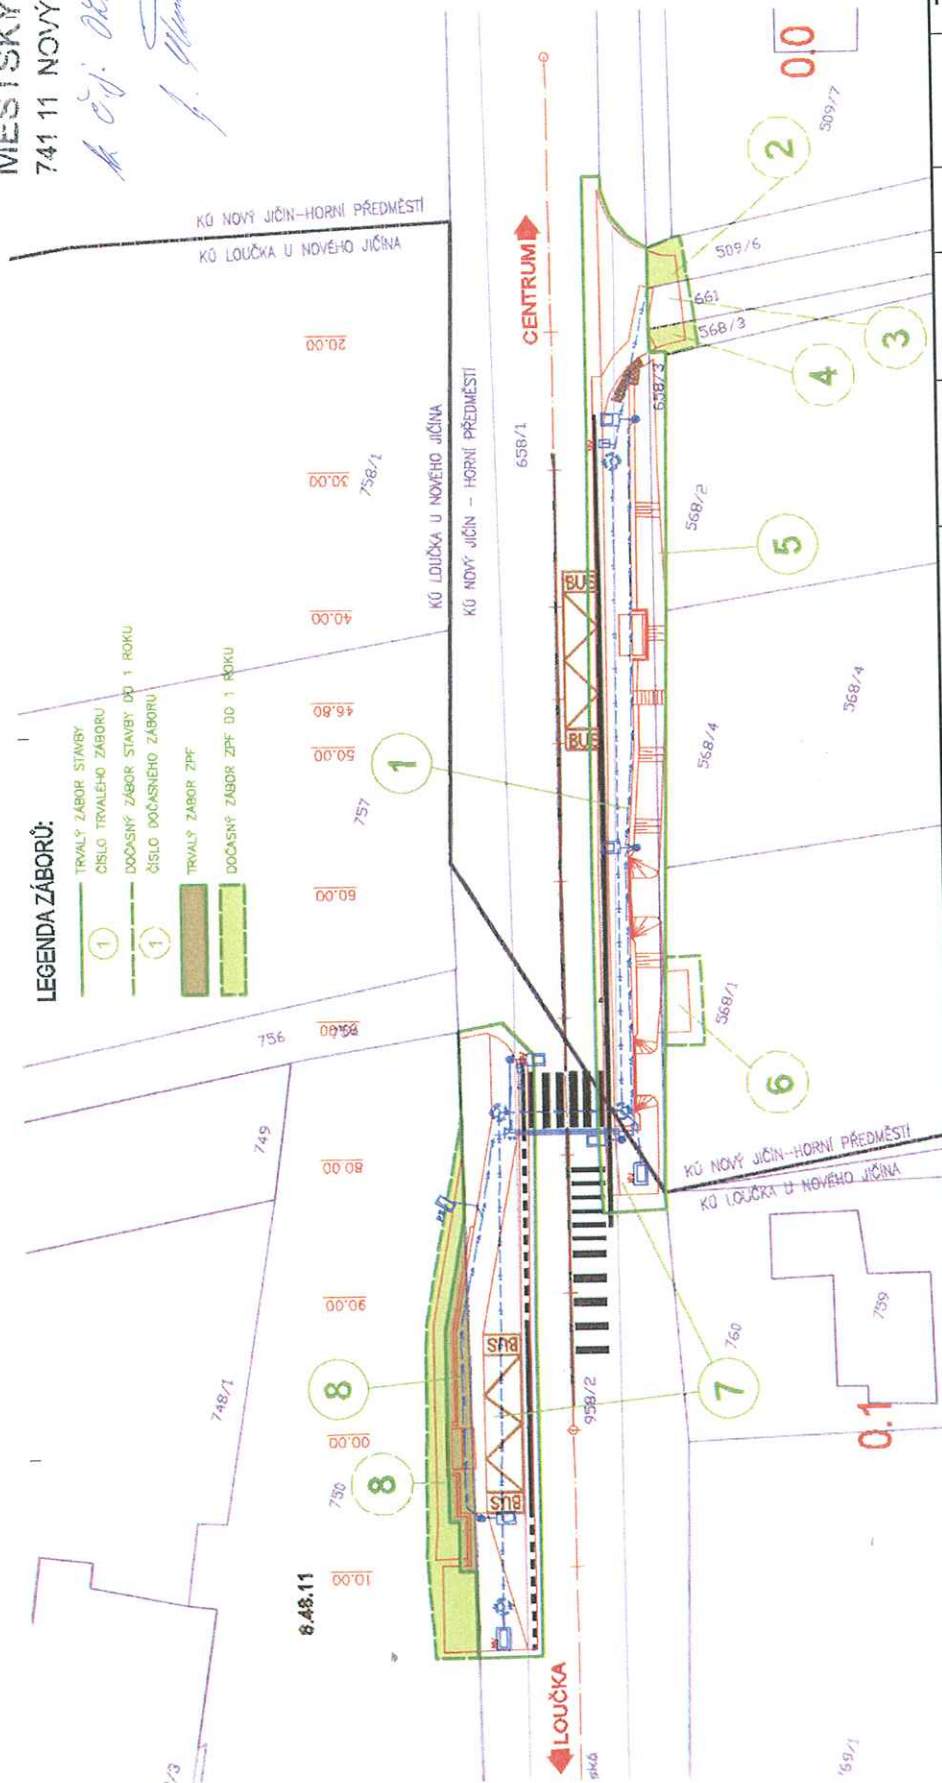 MĚSTSKÝ
741 11 NOVÝ
KÚ NOVÝ JIČÍN-HORNÍ PŘEDMĚSTÍ
KÚ LOUČKA U NOVÉHO JIČÍNA
LEGENDA ZÁBORŮ:
TRVALÝ ZÁBOR STAVBY
1 ČÍSLO TRVALÉHO ZÁBORU
DOČASNÝ ZÁBOR STAVBY DO 1 ROKU
1 ČÍSLO DOČASNÉHO ZÁBORU
TRVALÝ ZÁBOR ZPF
DOČASNÝ ZÁBOR ZPF DO 1 ROKU
10.00
00.00
90.00
80.00
60.00
50.00
46.80
40.00
30.00
20.00
8.48.11
748/1
749
750
756
757
758/1
KÚ LOUČKA U NOVÉHO JIČÍNA
KÚ NOVÝ JIČÍN - HORNÍ PŘEDMĚSTÍ
8
8
1
BUS
BUS
BUS
BUS
658/1
CENTRUM
LOUČKA
958/2
7
760
759
0.1
6
568/1
568/4
568/4
568/2
5
658/3
568/3
4
661
3
509/6
2
509/7
0.0
KÚ NOVÝ JIČÍN-HORNÍ PŘEDMĚSTÍ
KÚ LOUČKA U NOVÉHO JIČÍNA